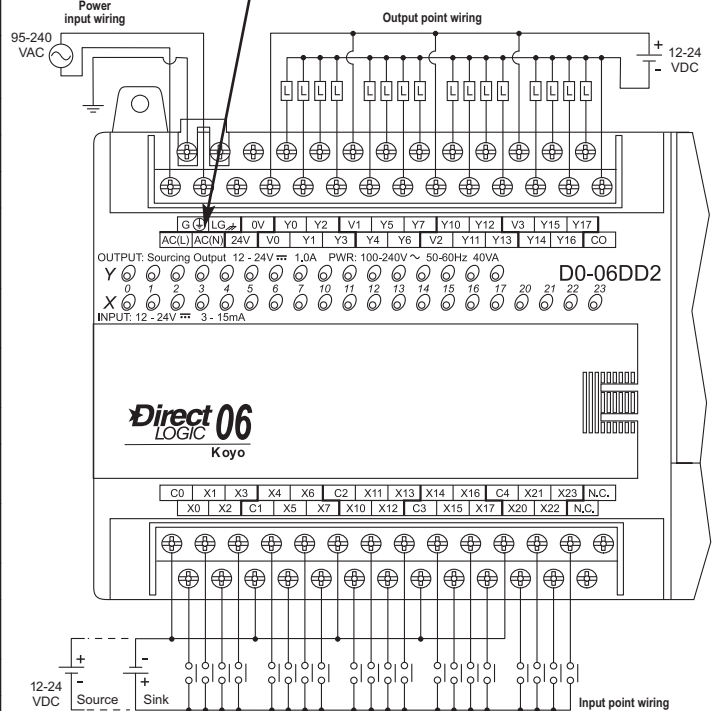 Power
input wiring
Output point wiring
95-240
VAC
+ 12-24
- VDC
L L L L L L L L L L L L L L L L
G LG 0V Y0 Y2 V1 Y5 Y7 Y10 Y12 V3 Y15 Y17
AC(L) AC(N) 24V V0 Y1 Y3 Y4 Y6 V2 Y11 Y13 Y14 Y16 CO
OUTPUT: Sourcing Output 12 - 24V ⎓ 1.0A PWR: 100-240V ~ 50-60Hz 40VA
D0-06DD2
Y
0 1 2 3 4 5 6 7 10 11 12 13 14 15 16 17 20 21 22 23
X
INPUT: 12 - 24V ⎓ 3 - 15mA
Direct
LOGIC 06
Koyo
C0 X1 X3 X4 X6 C2 X11 X13 X14 X16 C4 X21 X23 N.C.
X0 X2 C1 X5 X7 X10 X12 C3 X15 X17 X20 X22 N.C.
+ -
- +
12-24
VDC
Source Sink
Input point wiring